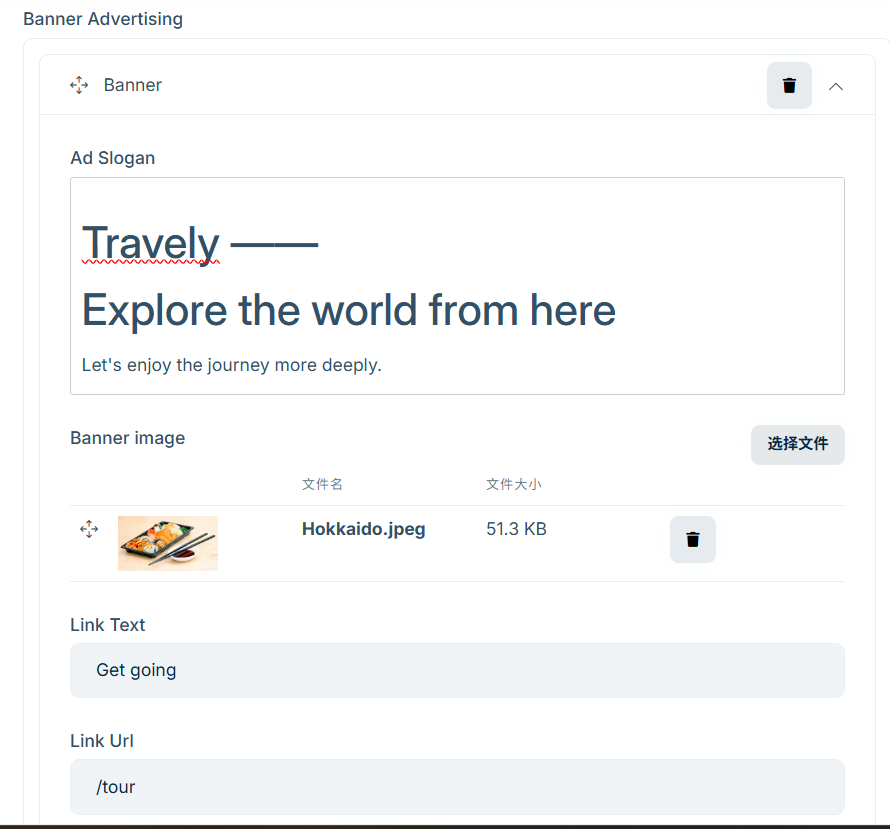 Banner Advertising
Banner
Ad Slogan
Travely ——
Explore the world from here
Let's enjoy the journey more deeply.
Banner image
选择文件
文件名 文件大小
Hokkaido.jpeg 51.3 KB
Link Text
Get going
Link Url
/tour